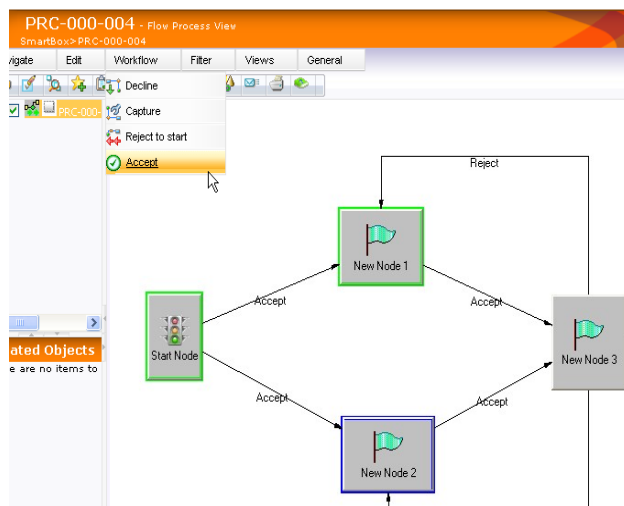 PRC-000-004 - Flow Process View
SmartBox>PRC-000-004
vigate Edit Workflow Filter Views General
Decline
PRC-000-
Capture
Reject to start
Accept
Reject
New Node 1
Accept
Accept
Start Node
New Node 3
ated Objects
e are no items to
Accept
Accept
New Node 2